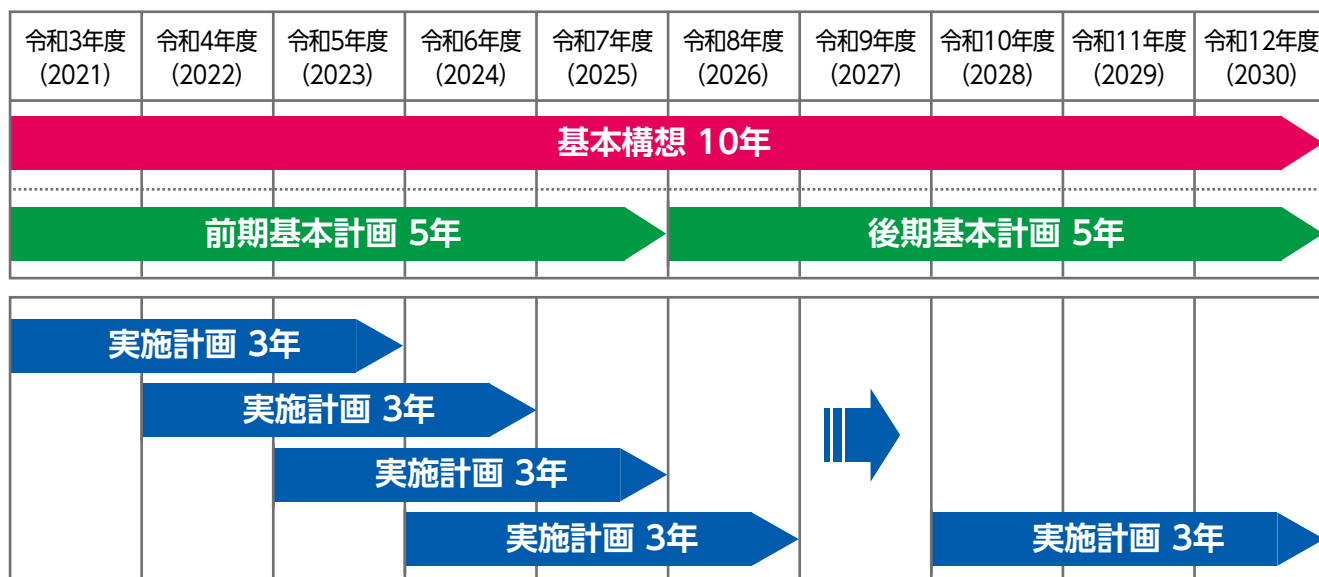 令和3年度
(2021)
令和4年度
(2022)
令和5年度
(2023)
令和6年度
(2024)
令和7年度
(2025)
令和8年度
(2026)
令和9年度
(2027)
令和10年度
(2028)
令和11年度
(2029)
令和12年度
(2030)
基本構想 10年
前期基本計画 5年
後期基本計画 5年
実施計画 3年
実施計画 3年
実施計画 3年
実施計画 3年
実施計画 3年